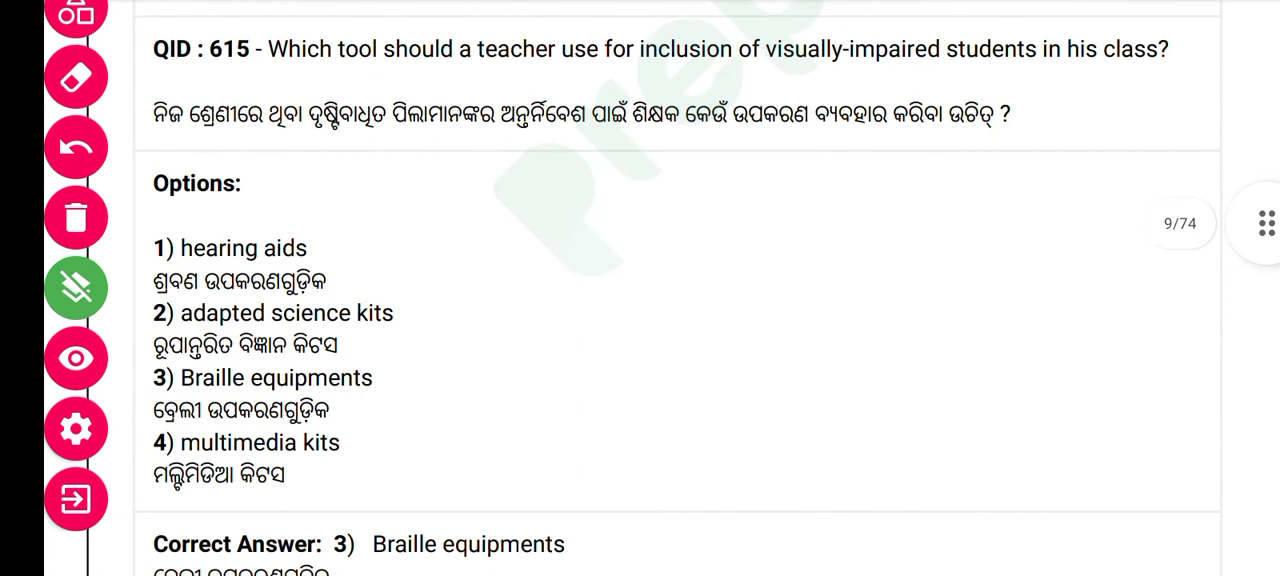 QID : 615 - Which tool should a teacher use for inclusion of visually-impaired students in his class?
ନିଜ ଶ୍ରେଣୀରେ ଥିବା ଦୃଷ୍ଟିବାଧିତ ପିଲାମାନଙ୍କର ଅନ୍ତର୍ନିବେଶ ପାଇଁ ଶିକ୍ଷକ କେଉଁ ଉପକରଣ ବ୍ୟବହାର କରିବା ଉଚିତ୍ ?
Options:
9/74
1) hearing aids
ଶ୍ରବଣ ଉପକରଣଗୁଡ଼ିକ
2) adapted science kits
ରୂପାନ୍ତରିତ ବିଜ୍ଞାନ କିଟସ
3) Braille equipments
ବ୍ରେଲୀ ଉପକରଣଗୁଡ଼ିକ
4) multimedia kits
ମଲ୍ଟିମିଡିଆ କିଟସ
Correct Answer: 3) Braille equipments